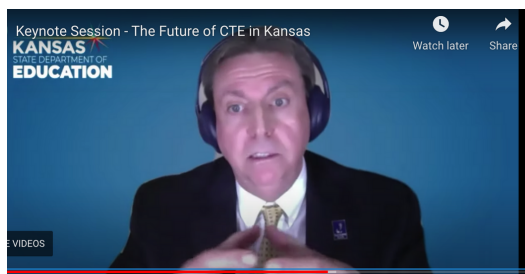 Keynote Session - The Future of CTE in Kansas
Watch later
Share
KANSAS
STATE DEPARTMENT OF
EDUCATION
E VIDEOS